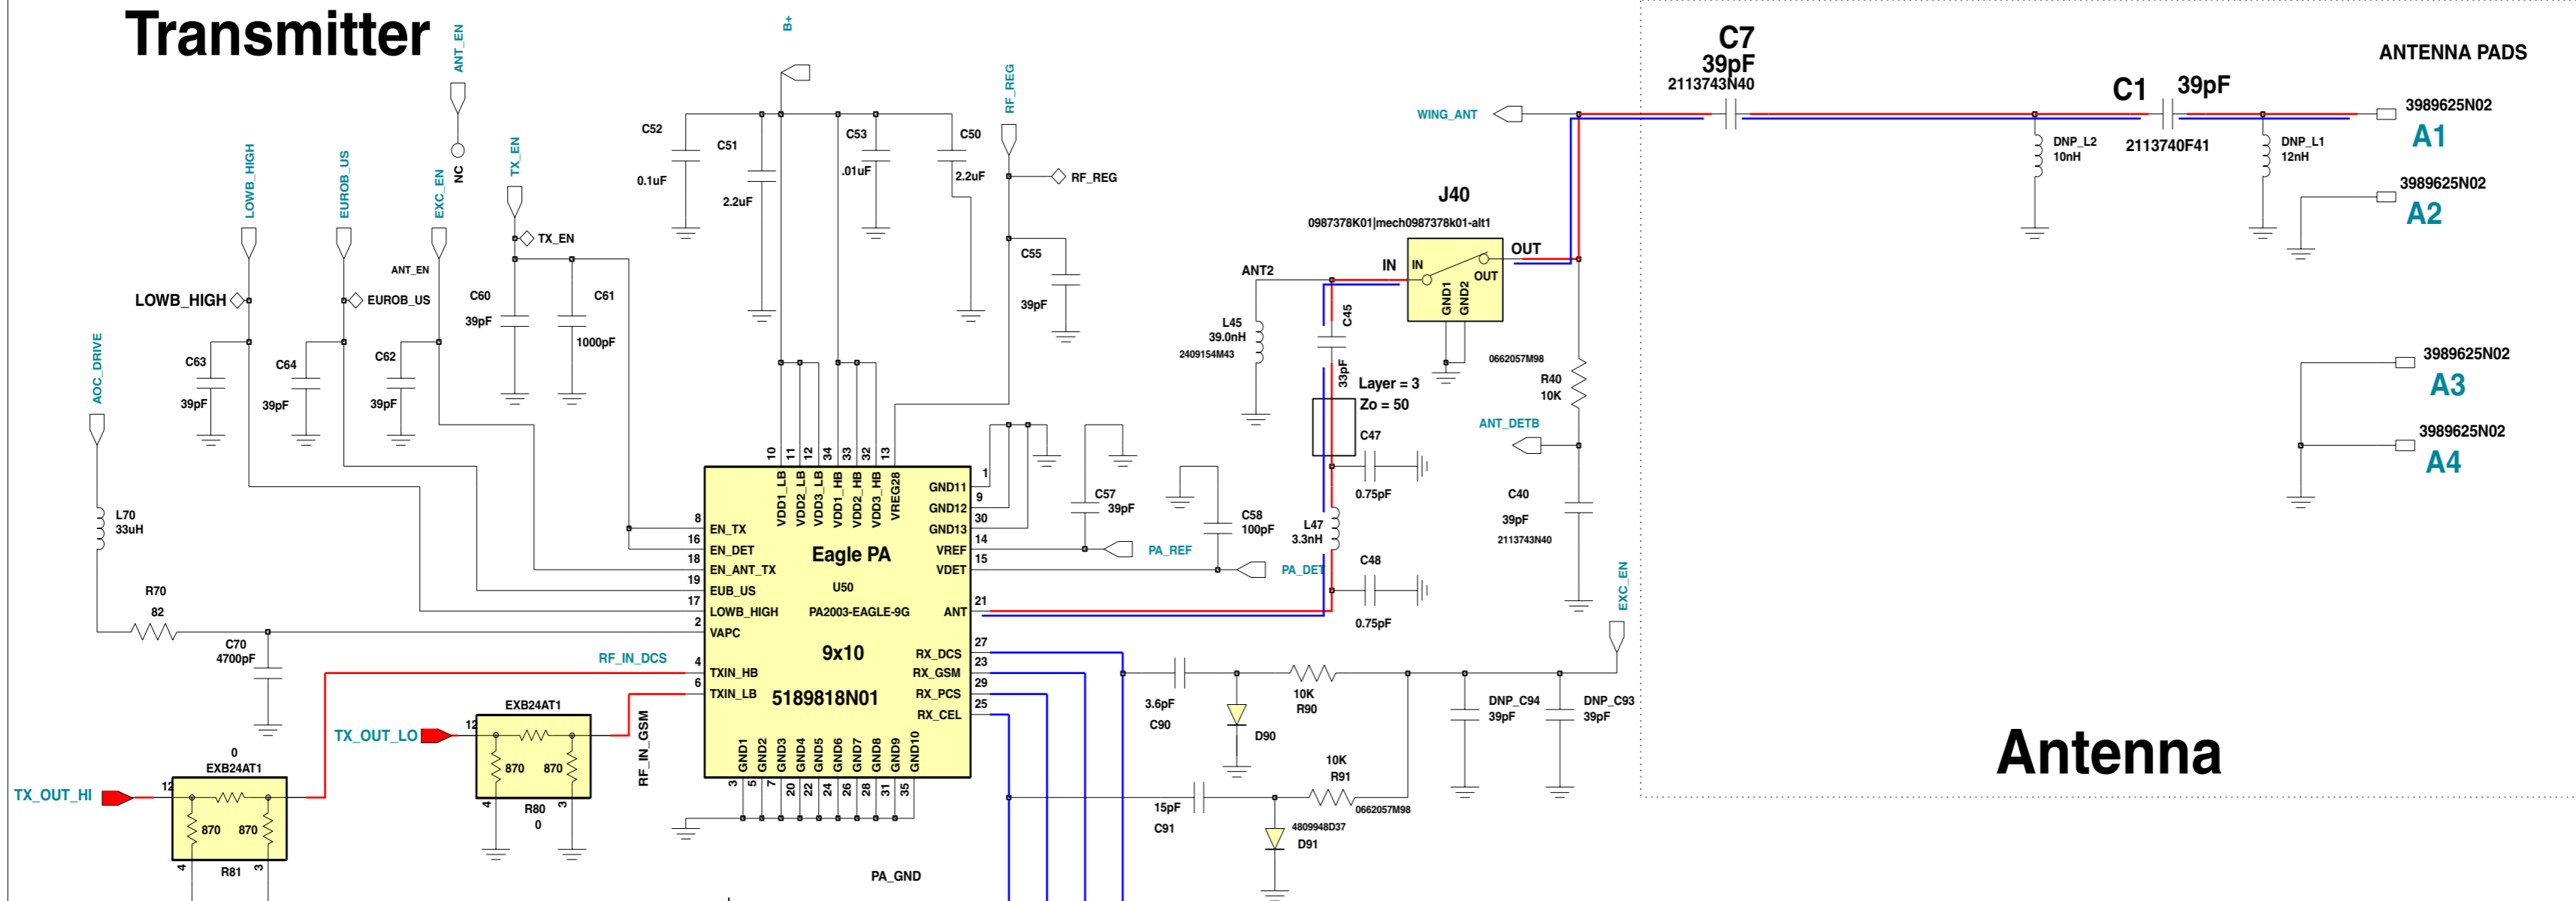 Transmitter
ANT_EN
B+
C7
39pF
2113743N40
ANTENNA PADS
C1
39pF
2113740F41
3989625N02
A1
WING_ANT
DNP_L2
10nH
DNP_L1
12nH
3989625N02
A2
3989625N02
A3
3989625N02
A4
Antenna
RF_REG
RF_REG
C52
0.1uF
C51
2.2uF
C53
.01uF
C50
2.2uF
C55
39pF
LOWB_HIGH
EUROB_US
EXC_EN
NC
TX_EN
TX_EN
ANT_EN
LOWB_HIGH
EUROB_US
C60
39pF
C61
1000pF
C63
39pF
C64
39pF
C62
39pF
AOC_DRIVE
L70
33uH
R70
82
C70
4700pF
J40
0987378K01|mech0987378k01-alt1
ANT2
IN
IN
OUT
OUT
GND1
GND2
L45
39.0nH
2409154M43
C45
33pF
Layer = 3
Zo = 50
C47
0.75pF
L47
3.3nH
C48
0.75pF
0662057M98
R40
10K
ANT_DETB
C40
39pF
2113743N40
EXC_EN
10
11
12
34
33
32
13
VDD1_LB
VDD2_LB
VDD3_LB
VDD1_HB
VDD2_HB
VDD3_HB
VREG28
8
EN_TX
16
EN_DET
18
EN_ANT_TX
19
EUB_US
17
LOWB_HIGH
2
VAPC
4
TXIN_HB
6
TXIN_LB
Eagle PA
U50
PA2003-EAGLE-9G
9x10
5189818N01
1
GND11
9
GND12
30
GND13
14
VREF
15
VDET
21
ANT
27
RX_DCS
23
RX_GSM
29
RX_PCS
25
RX_CEL
GND1
GND2
GND3
GND4
GND5
GND6
GND7
GND8
GND9
GND10
3
5
7
20
22
24
26
28
31
35
PA_GND
C57
39pF
PA_REF
C58
100pF
PA_DET
RF_IN_DCS
RF_IN_GSM
TX_OUT_LO
12
EXB24AT1
870
870
4
3
R80
0
0
EXB24AT1
TX_OUT_HI
12
870
870
4
3
R81
3.6pF
C90
D90
10K
R90
DNP_C94
39pF
DNP_C93
39pF
15pF
C91
10K
R91
0662057M98
4809948D37
D91